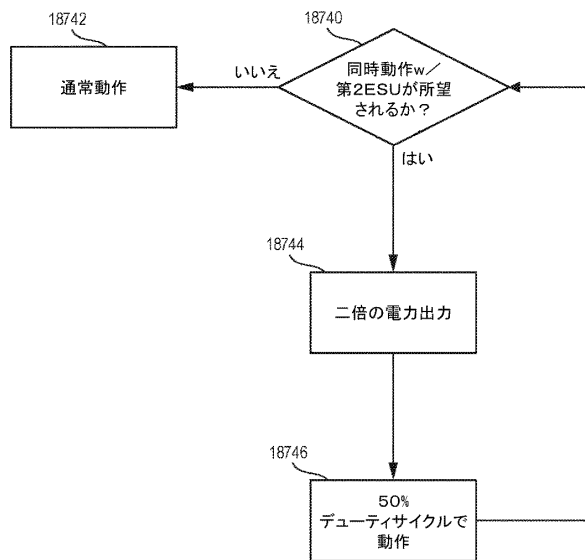 18742
通常動作
いいえ
18740
同時動作w／
第2ESUが所望
されるか？
はい
18744
二倍の電力出力
18746
50%
デューティサイクルで
動作